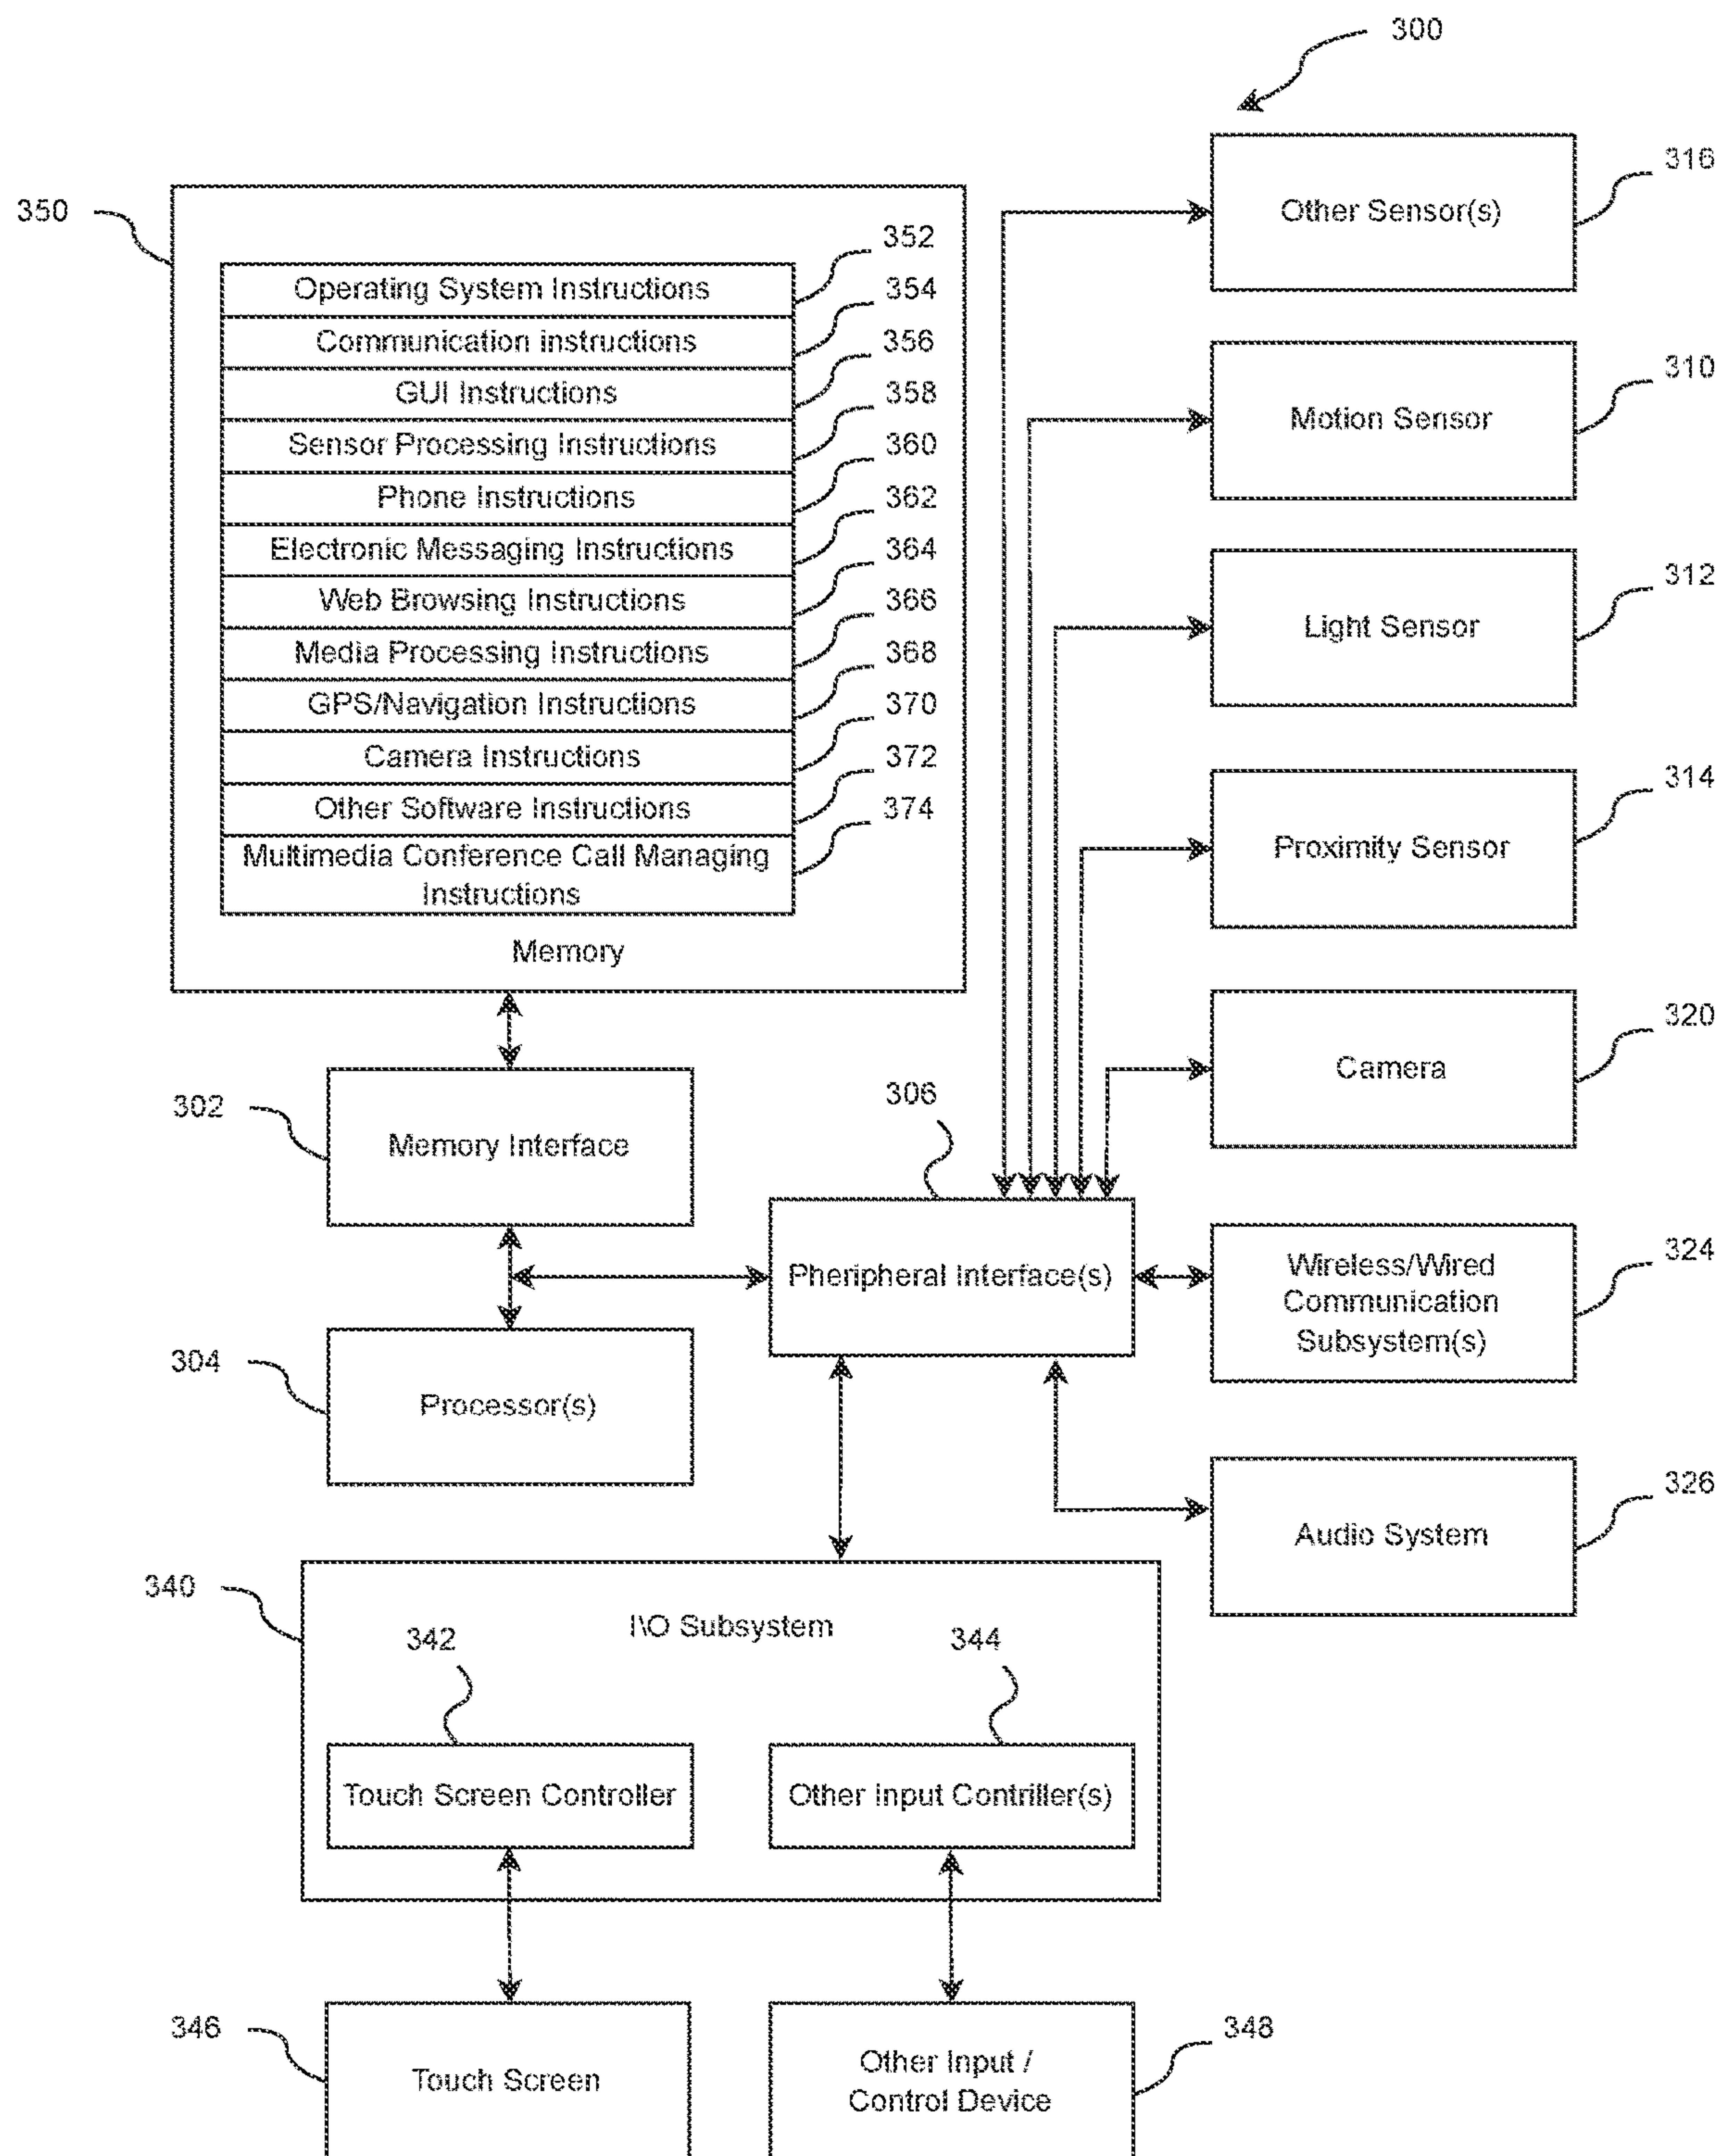 300
316
Other Sensor(s)
350
352
Operating System Instructions
354
Communication instructions
356
GUI Instructions
358
Sensor Processing Instructions
360
Phone Instructions
362
Electronic Messaging Instructions
364
Web Browsing Instructions
366
Media Processing Instructions
368
GPS/Navigation Instructions
370
Camera Instructions
372
Other Software Instructions
374
Multimedia Conference Call Managing
Instructions
Memory
310
Motion Sensor
312
Light Sensor
314
Proximity Sensor
320
Camera
302
Memory Interface
306
Pheripheral Interface(s)
324
Wireless/Wired
Communication
Subsystem(s)
304
Processor(s)
326
Audio System
340
I\O Subsystem
342
344
Touch Screen Controller
Other input Contriller(s)
346
Touch Screen
348
Other Input /
Control Device